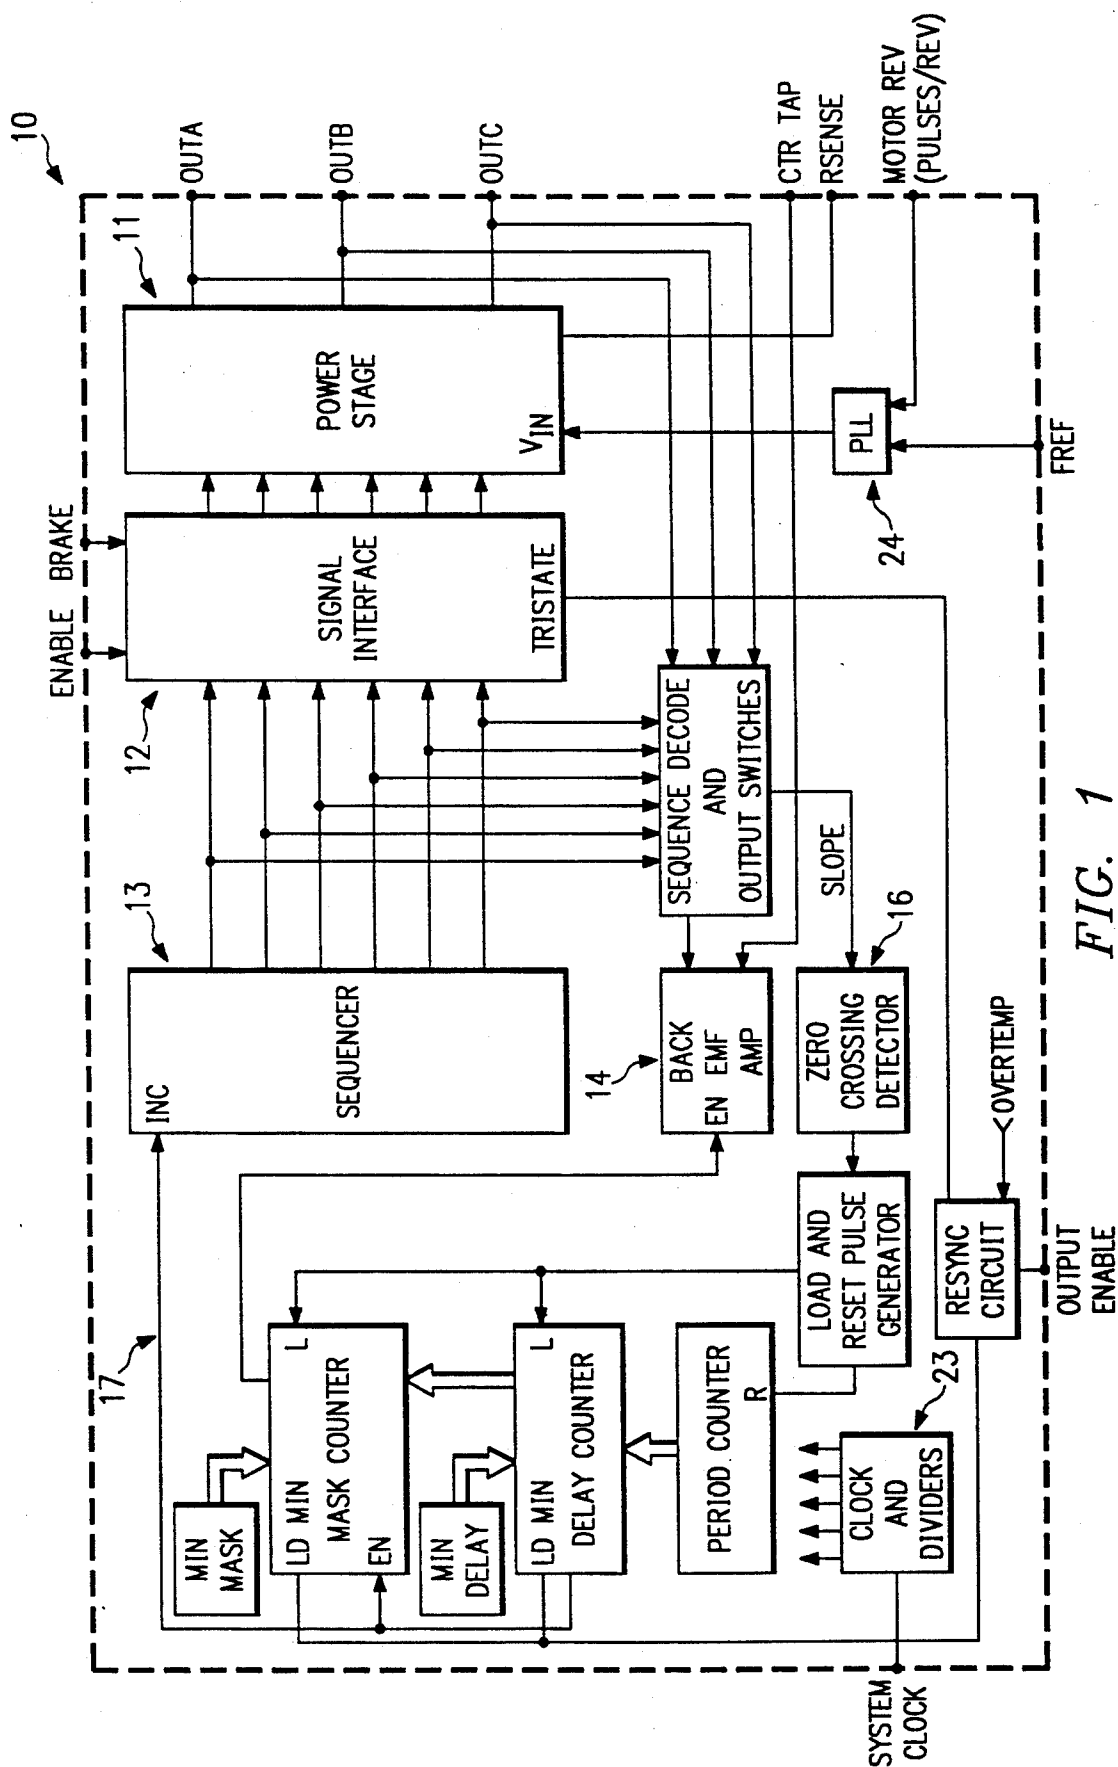 10
ENABLE BRAKE
11
12
13
17
OUTA
OUTB
OUTC
CTR TAP
RSENSE
MOTOR REV
(PULSES/REV)
POWER
STAGE
VIN
SIGNAL
INTERFACE
TRISTATE
INC
SEQUENCER
MIN
MASK
LD MIN
L
MASK COUNTER
EN
MIN
DELAY
LD MIN
L
DELAY COUNTER
PERIOD COUNTER
R
14
BACK
EN EMF
AMP
SEQUENCE DECODE
AND
OUTPUT SWITCHES
SLOPE
16
ZERO
CROSSING
DETECTOR
LOAD AND
RESET PULSE
GENERATOR
PLL
24
FREF
23
CLOCK
AND
DIVIDERS
RESYNC
CIRCUIT
OVERTEMP
SYSTEM
CLOCK
OUTPUT
ENABLE
FIG. 1